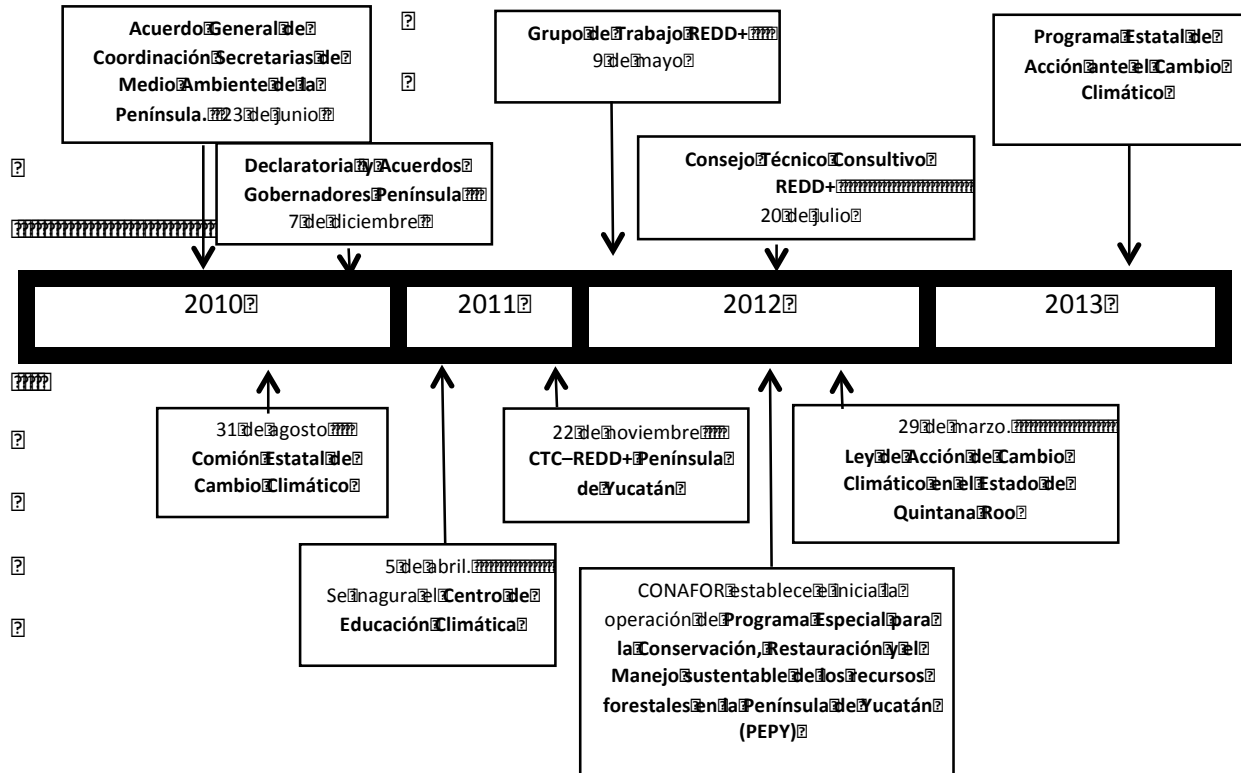 Acuerdo General de
Coordinación Secretarias de
Medio Ambiente de la
Península. 23 de junio
Declaratoria y Acuerdos
Gobernadores Península
7 de diciembre
Grupo de Trabajo REDD+
9 de mayo
Consejo Técnico Consultivo
REDD+
20 de julio
Programa Estatal de
Acción ante el Cambio
Climático
2010
2011
2012
2013
31 de agosto
Comión Estatal de
Cambio Climático
5 de abril.
Se inagura el Centro de
Educación Climática
22 de noviembre
CTC–REDD+ Península
de Yucatán
CONAFOR establece e inicia la
operación de Programa Especial para
la Conservación, Restauración y el
Manejo sustentable de los recursos
forestales en la Península de Yucatán
(PEPY)
29 de marzo.
Ley de Acción de Cambio
Climático en el Estado de
Quintana Roo